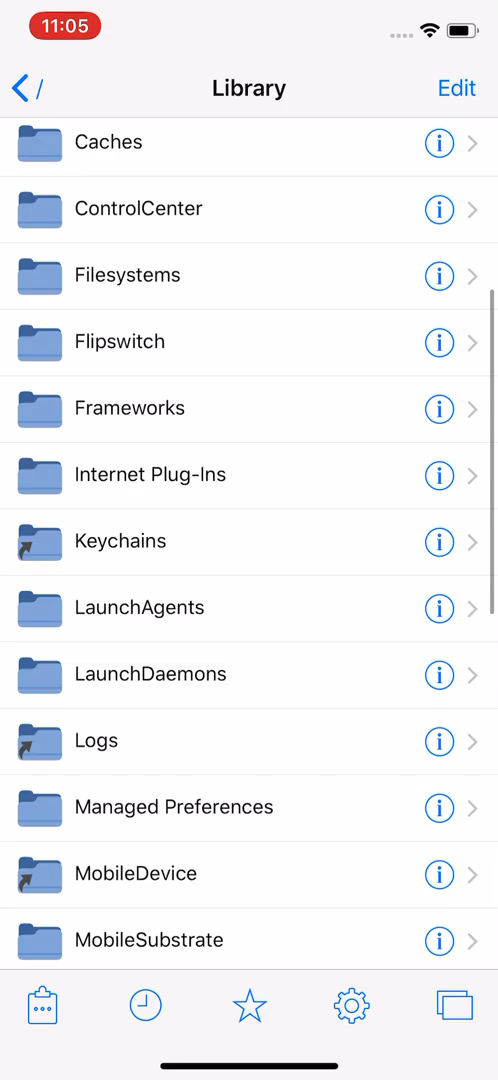 11:05
/
Library
Edit
Caches
ControlCenter
Filesystems
Flipswitch
Frameworks
Internet Plug-Ins
Keychains
LaunchAgents
LaunchDaemons
Logs
Managed Preferences
MobileDevice
MobileSubstrate